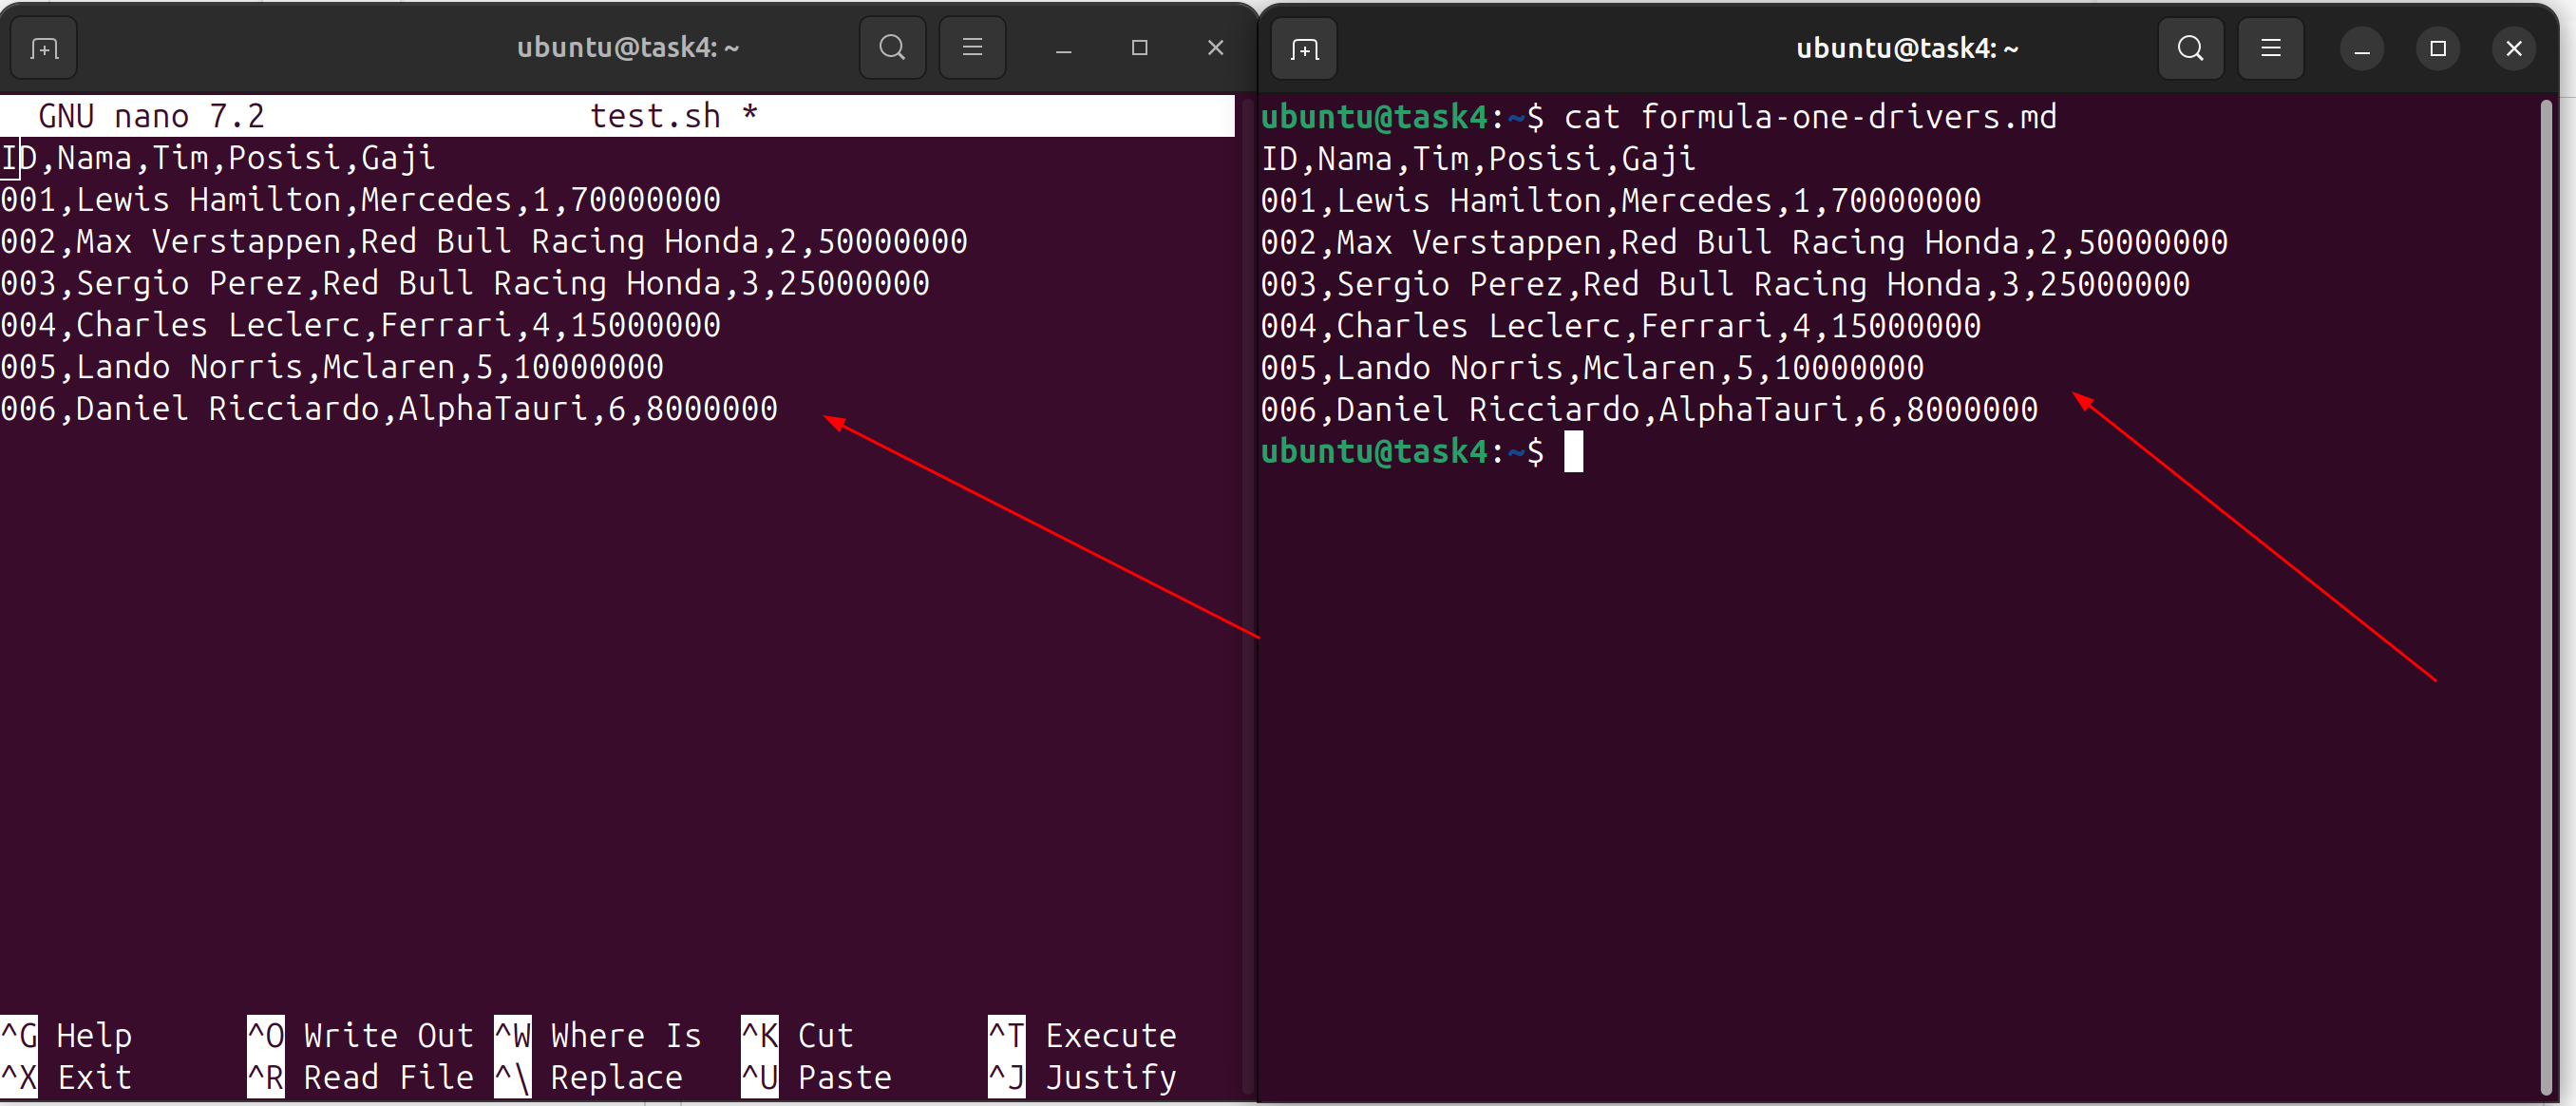 ubuntu@task4: ~
GNU nano 7.2 test.sh *
ID,Nama,Tim,Posisi,Gaji
001,Lewis Hamilton,Mercedes,1,70000000
002,Max Verstappen,Red Bull Racing Honda,2,50000000
003,Sergio Perez,Red Bull Racing Honda,3,25000000
004,Charles Leclerc,Ferrari,4,15000000
005,Lando Norris,Mclaren,5,10000000
006,Daniel Ricciardo,AlphaTauri,6,8000000
^G Help ^O Write Out ^W Where Is ^K Cut ^T Execute
^X Exit ^R Read File ^\ Replace ^U Paste ^J Justify
ubuntu@task4: ~
ubuntu@task4:~$ cat formula-one-drivers.md
ID,Nama,Tim,Posisi,Gaji
001,Lewis Hamilton,Mercedes,1,70000000
002,Max Verstappen,Red Bull Racing Honda,2,50000000
003,Sergio Perez,Red Bull Racing Honda,3,25000000
004,Charles Leclerc,Ferrari,4,15000000
005,Lando Norris,Mclaren,5,10000000
006,Daniel Ricciardo,AlphaTauri,6,8000000
ubuntu@task4:~$